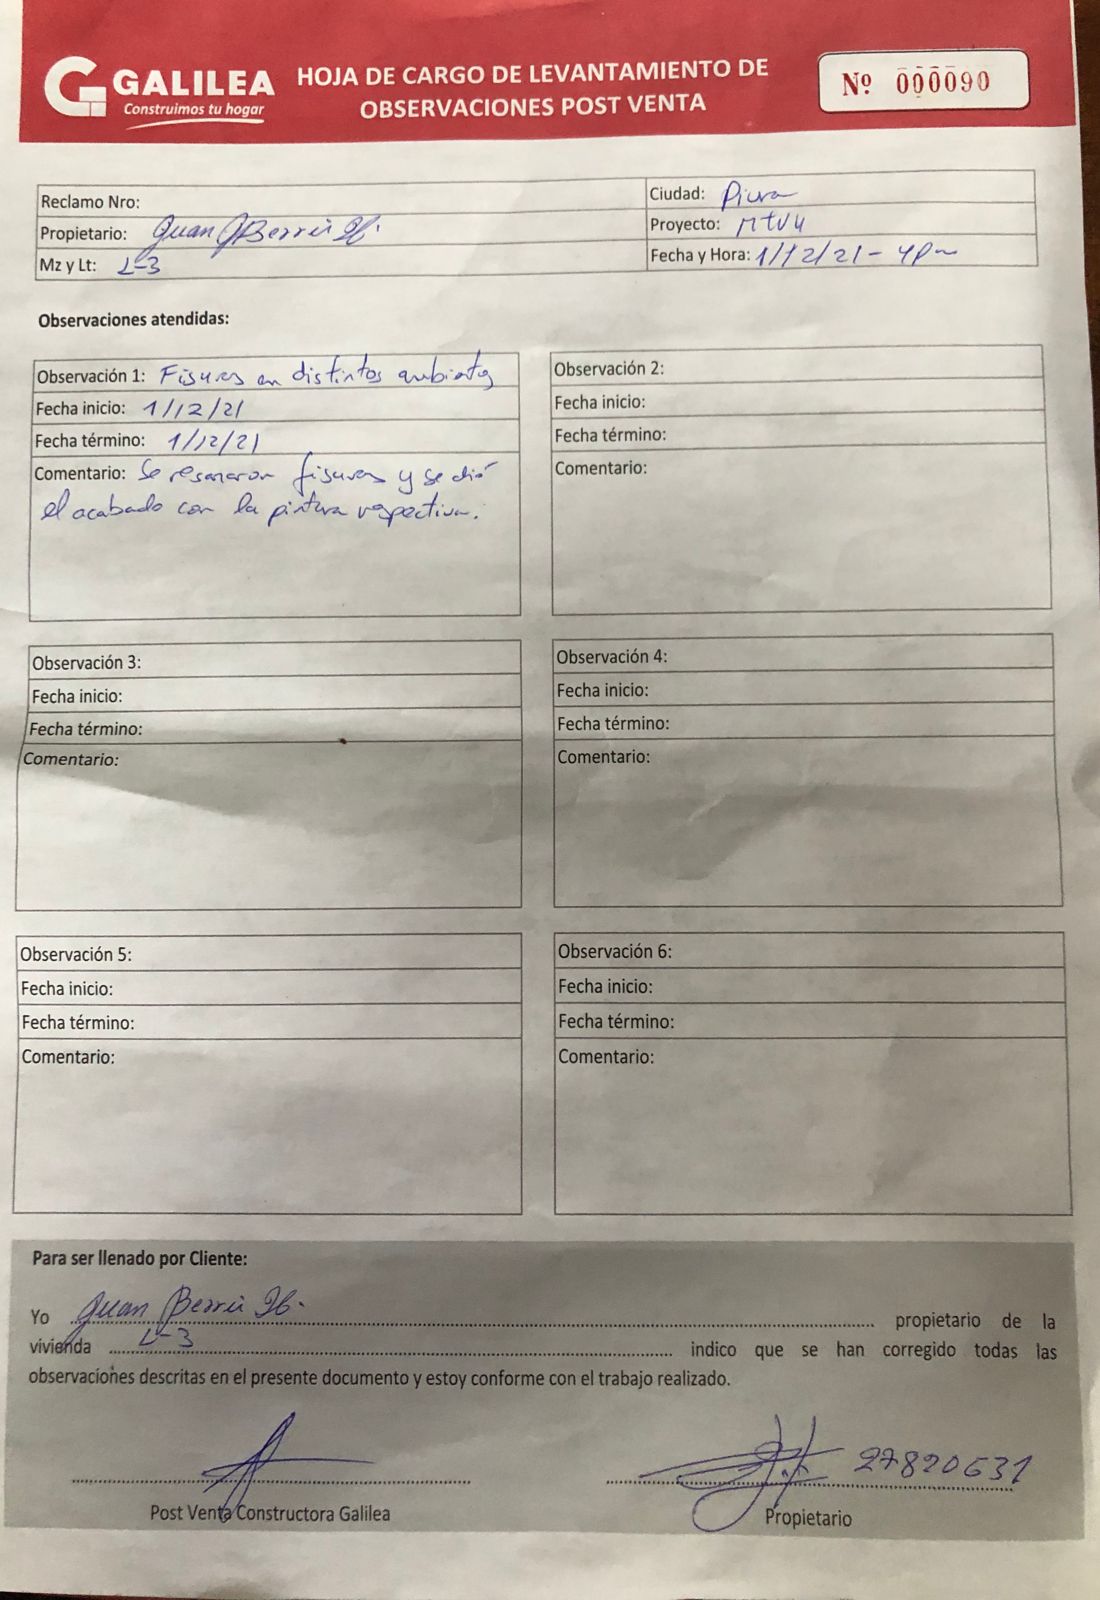 GALILEA
Construimos tu hogar
HOJA DE CARGO DE LEVANTAMIENTO DE
OBSERVACIONES POST VENTA
Nº 000090
Reclamo Nro:
Ciudad: Piura
Propietario: Juan
Proyecto: MTV4
Mz y Lt: L-3
Fecha y Hora: 1/12/21 - 4pm
Observaciones atendidas:
Observación 1: Fisuras en distintos ambientes
Fecha inicio: 1/12/21
Fecha término: 1/12/21
Comentario: Se resanaron fisuras y se dió
el acabado con la pintura respectiva.
Observación 2:
Fecha inicio:
Fecha término:
Comentario:
Observación 3:
Fecha inicio:
Fecha término:
Comentario:
Observación 4:
Fecha inicio:
Fecha término:
Comentario:
Observación 5:
Fecha inicio:
Fecha término:
Comentario:
Observación 6:
Fecha inicio:
Fecha término:
Comentario:
Para ser llenado por Cliente:
Yo Juan propietario de la
vivienda L-3 indico que se han corregido todas las
observaciones descritas en el presente documento y estoy conforme con el trabajo realizado.
27820631
Post Venta Constructora Galilea
Propietario